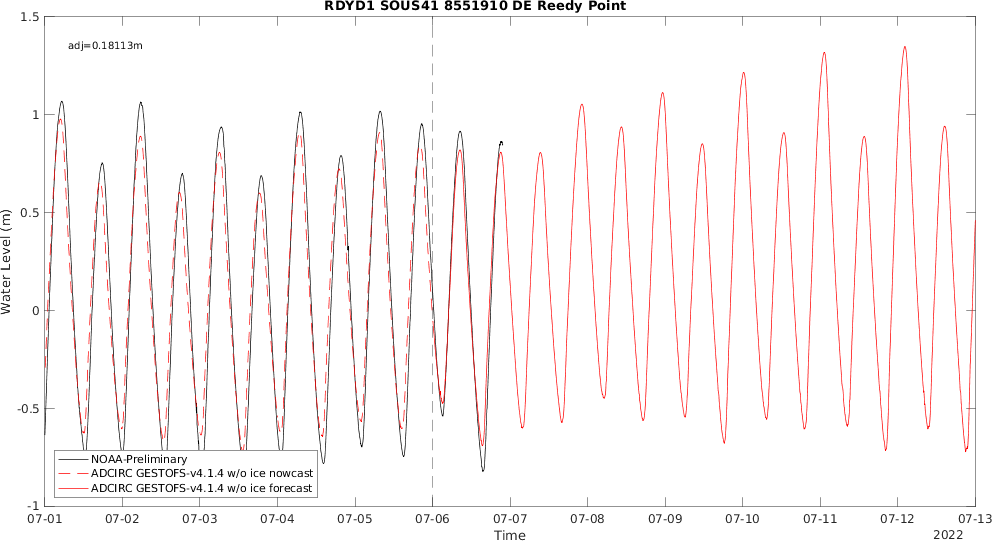 RDYD1 SOUS41 8551910 DE Reedy Point
adj=0.18113m
1.5
1
0.5
0
-0.5
-1
Water Level (m)
NOAA-Preliminary
ADCIRC GESTOFS-v4.1.4 w/o ice nowcast
ADCIRC GESTOFS-v4.1.4 w/o ice forecast
07-01 07-02 07-03 07-04 07-05 07-06 07-07 07-08 07-09 07-10 07-11 07-12 07-13
Time
2022